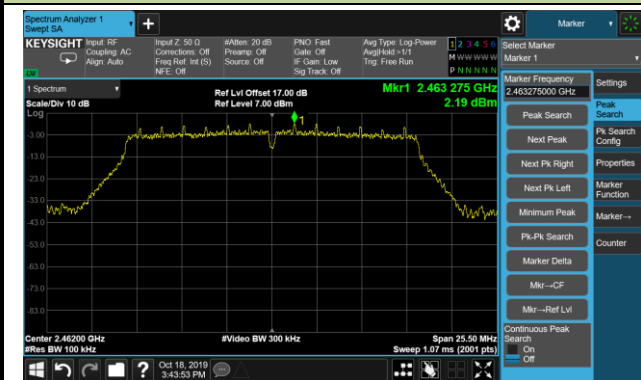 Spectrum Analyzer 1
Swept SA
Marker
KEYSIGHT
Input: RF
Coupling: AC
Align: Auto
Input Z: 50 Ω
Corrections: Off
Freq Ref: Int (S)
NFE: Off
#Atten: 20 dB
Preamp: Off
Source: Off
PNO: Fast
Gate: Off
IF Gain: Low
Sig Track: Off
Avg Type: Log-Power
Avg|Hold:>1/1
Trig: Free Run
1 2 3 4 5 6
M W W W W W
P N N N N N
Select Marker
Marker 1
1 Spectrum
Scale/Div 10 dB
Log
Ref Lvl Offset 17.00 dB
Ref Level 7.00 dBm
Mkr1 2.463 275 GHz
2.19 dBm
1
-3.00
-13.0
-23.0
-33.0
-43.0
-53.0
-63.0
-73.0
-83.0
Center 2.46200 GHz
#Res BW 100 kHz
#Video BW 300 kHz
Span 25.50 MHz
Sweep 1.07 ms (2001 pts)
Marker Frequency
2.463275000 GHz
Peak Search
Next Peak
Next Pk Right
Next Pk Left
Minimum Peak
Pk-Pk Search
Marker Delta
Mkr→CF
Mkr→Ref Lvl
Continuous Peak
Search
On
Off
Settings
Peak
Search
Pk Search
Config
Properties
Marker
Function
Marker→
Counter
Oct 18, 2019
3:43:53 PM